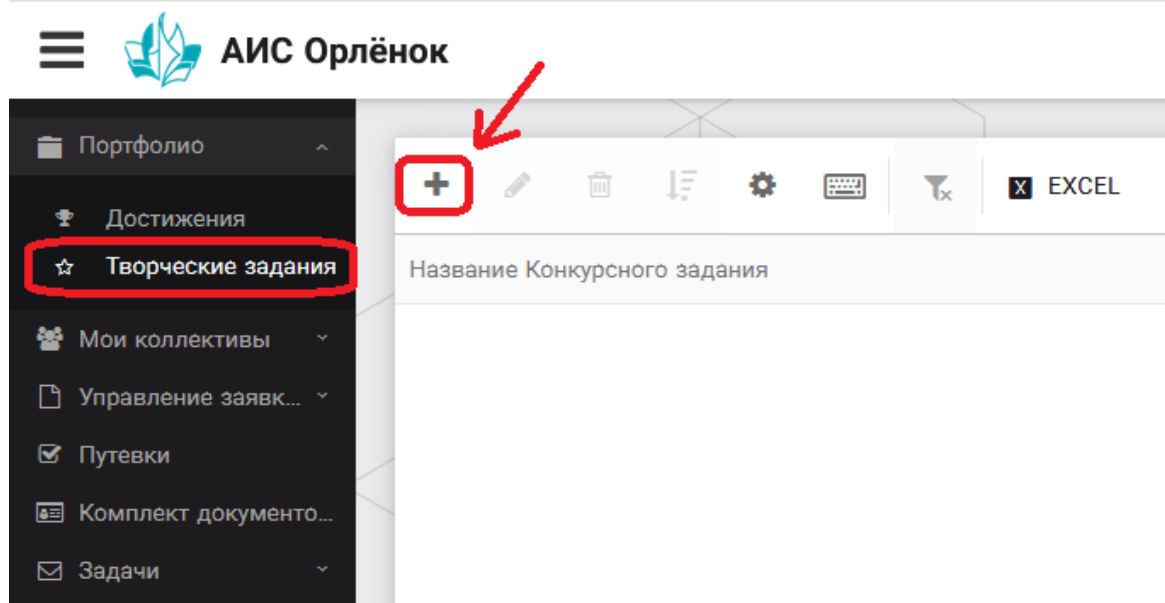 АИС Орлёнок
Портфолио
Достижения
Творческие задания
Мои коллективы
Управление заявк...
Путевки
Комплект документо...
Задачи
X EXCEL
Название Конкурсного задания